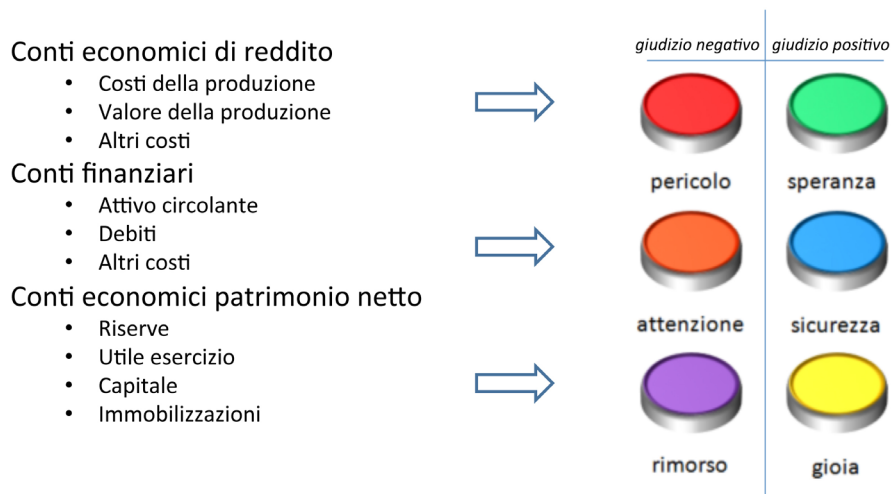 Conti economici di reddito
• Costi della produzione
• Valore della produzione
• Altri costi
Conti finanziari
• Attivo circolante
• Debiti
• Altri costi
Conti economici patrimonio netto
• Riserve
• Utile esercizio
• Capitale
• Immobilizzazioni
giudizio negativo giudizio positivo
pericolo speranza
attenzione sicurezza
rimorso gioia